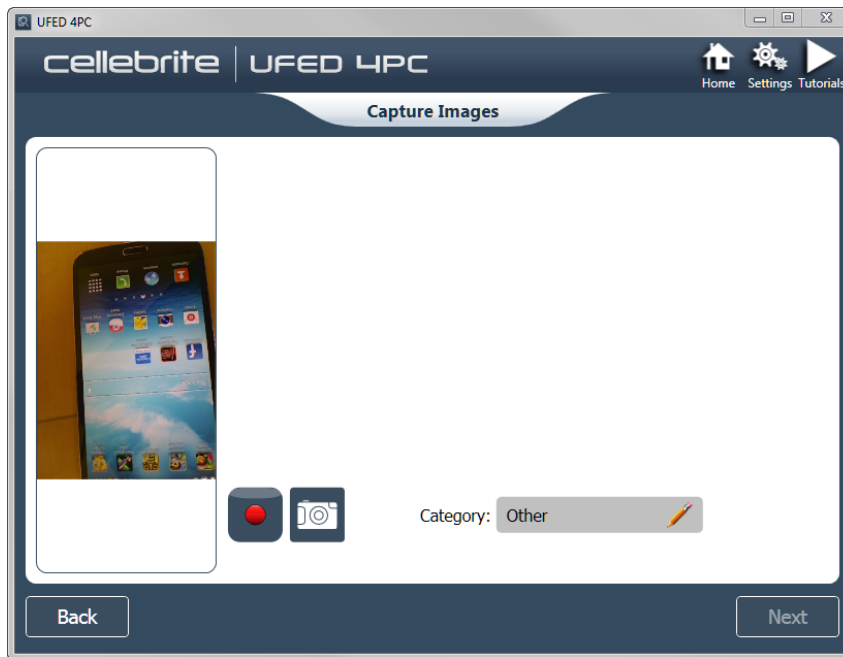 UFED 4PC
cellebrite | UFED 4PC
Home Settings Tutorials
Capture Images
Category: Other
Back
Next